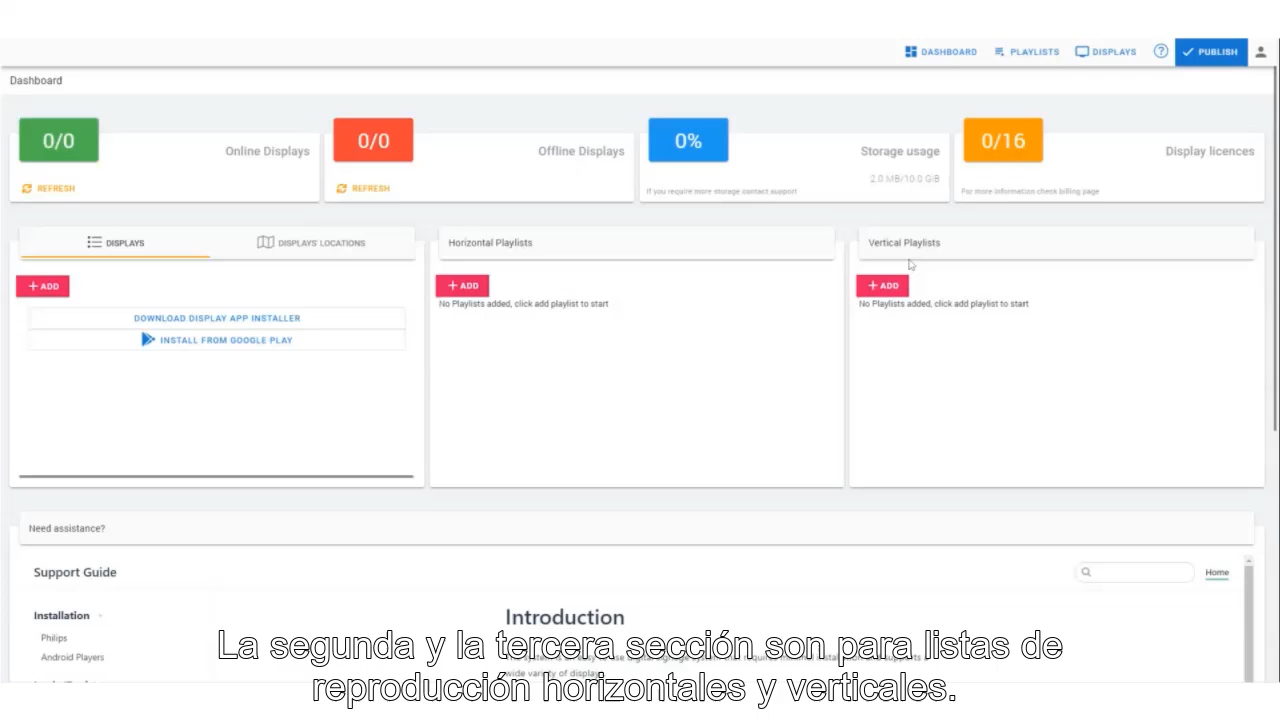 DASHBOARD PLAYLISTS DISPLAYS ? PUBLISH
Dashboard
0/0 Online Displays
REFRESH
0/0 Offline Displays
REFRESH
0% Storage usage
2.0 MB/10.0 GiB
If you require more storage contact support
0/16 Display licences
For more information check billing page
DISPLAYS DISPLAYS LOCATIONS
+ ADD
DOWNLOAD DISPLAY APP INSTALLER
INSTALL FROM GOOGLE PLAY
Horizontal Playlists
+ ADD
No Playlists added, click add playlist to start
Vertical Playlists
+ ADD
No Playlists added, click add playlist to start
Need assistance?
Support Guide
Home
Installation
Philips
Android Players
Introduction
wide variety of display
La segunda y la tercera sección son para listas de
reproducción horizontales y verticales.